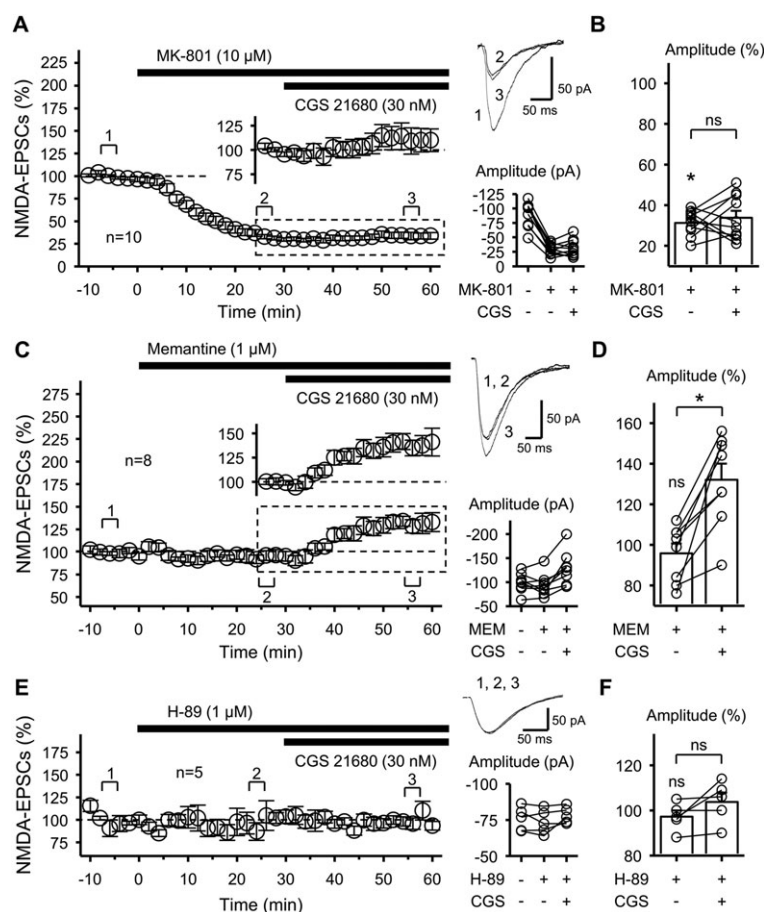 A
MK-801 (10 µM)
CGS 21680 (30 nM)
NMDA-EPSCs (%)
225
200
175
150
125
100
75
50
25
0
1
125
100
75
2
3
n=10
-10 0 10 20 30 40 50 60
Time (min)
2
3
1
50 pA
50 ms
Amplitude (pA)
-125
-100
-75
-50
-25
0
MK-801 - + +
CGS - - +
B
Amplitude (%)
100
80
60
40
20
ns
*
MK-801 + +
CGS - +
C
Memantine (1 µM)
CGS 21680 (30 nM)
NMDA-EPSCs (%)
275
250
225
200
175
150
125
100
75
50
n=8
1
150
125
100
2
3
-10 0 10 20 30 40 50 60
Time (min)
1, 2
3
50 pA
50 ms
Amplitude (pA)
-200
-150
-100
-50
MEM - + +
CGS - - +
D
Amplitude (%)
160
140
120
100
80
*
ns
MEM + +
CGS - +
E
H-89 (1 µM)
CGS 21680 (30 nM)
NMDA-EPSCs (%)
175
150
125
100
75
50
1
n=5
2
3
-10 0 10 20 30 40 50 60
Time (min)
1, 2, 3
50 pA
50 ms
Amplitude (pA)
-100
-75
-50
H-89 - + +
CGS - - +
F
Amplitude (%)
120
100
80
ns
ns
H-89 + +
CGS - +